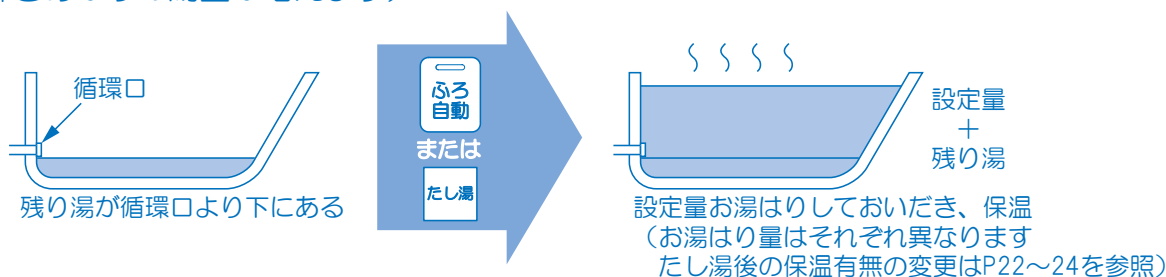 循環口
残り湯が循環口より下にある
ふろ
自動
または
たし湯
設定量
+
残り湯
設定量お湯はりしておいだき、保温
(お湯はり量はそれぞれ異なります
たし湯後の保温有無の変更はP22~24を参照)